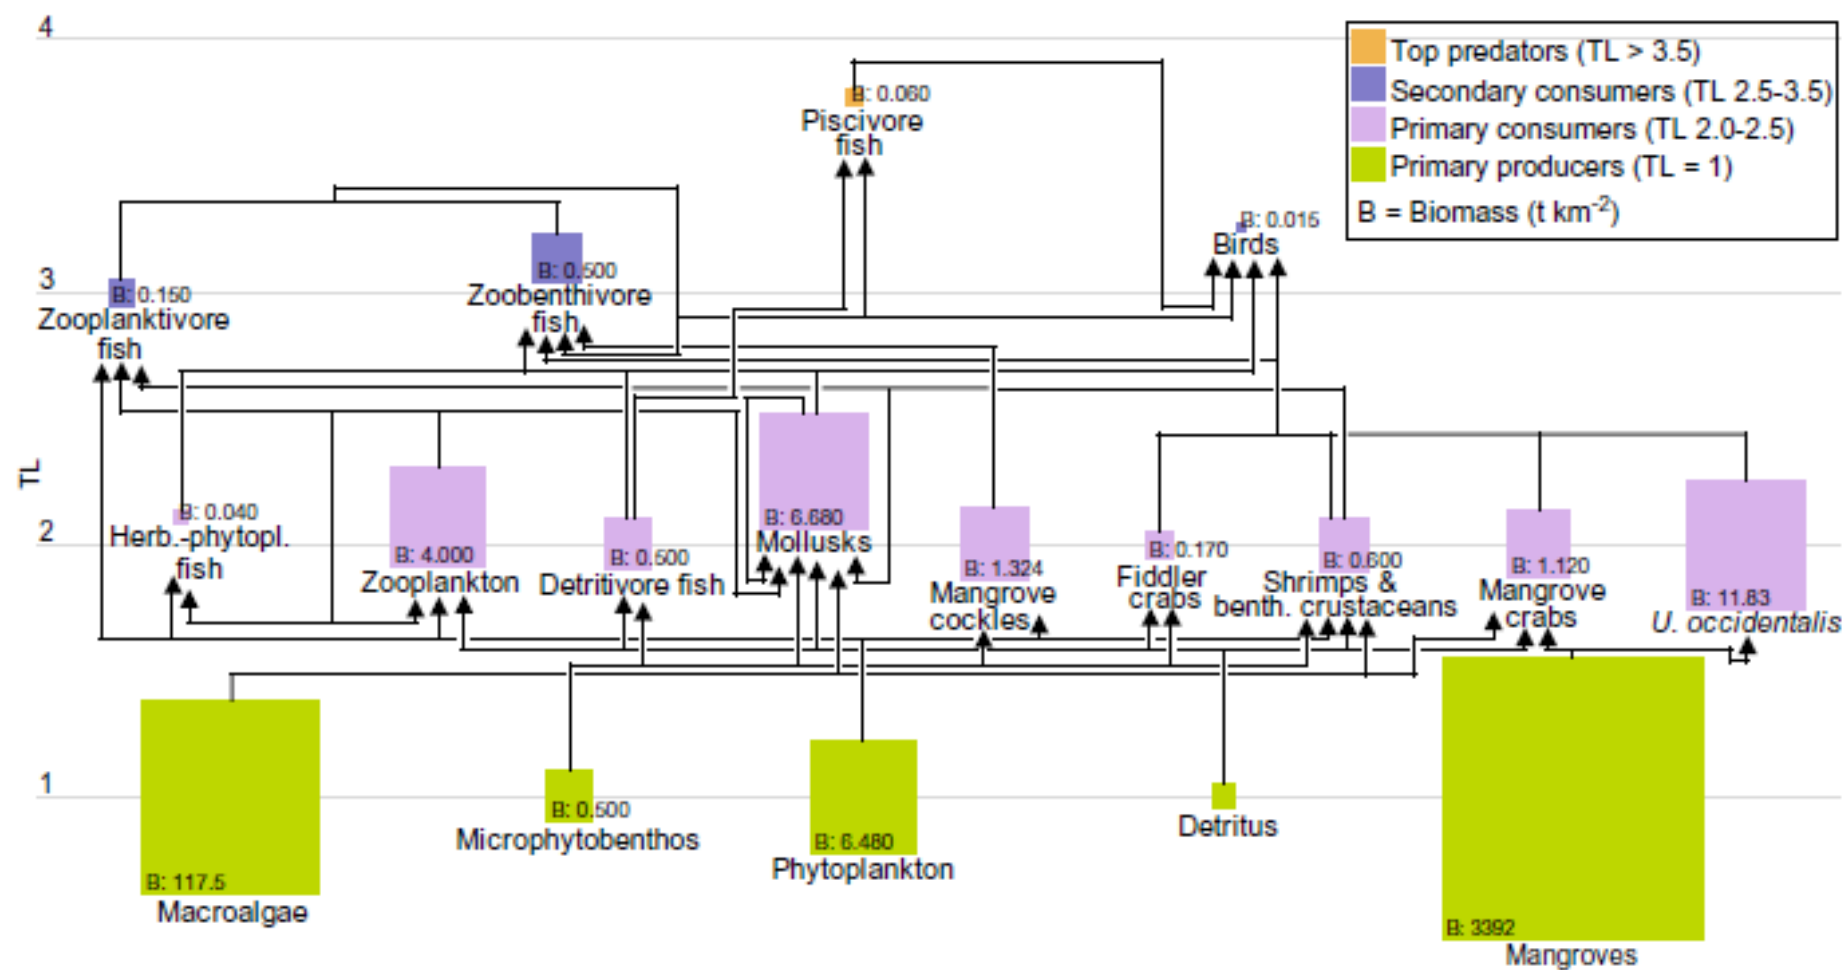 4
Top predators (TL > 3.5)
Secondary consumers (TL 2.5-3.5)
Primary consumers (TL 2.0-2.5)
Primary producers (TL = 1)
B = Biomass (t km⁻²)
B: 0.060
Piscivore
fish
B: 0.015
Birds
3
B: 0.150
Zooplanktivore
fish
B: 0.500
Zoobenthivore
fish
TL
2
B: 0.040
Herb.-phytopl.
fish
B: 4.000
Zooplankton
B: 0.500
Detritivore fish
B: 6.680
Mollusks
B: 1.324
Mangrove
cockles
B: 0.170
Fiddler
crabs
B: 0.600
Shrimps &
benth. crustaceans
B: 1.120
Mangrove
crabs
B: 11.83
U. occidentalis
1
B: 117.5
Macroalgae
B: 0.500
Microphytobenthos
B: 6.480
Phytoplankton
Detritus
B: 3392
Mangroves